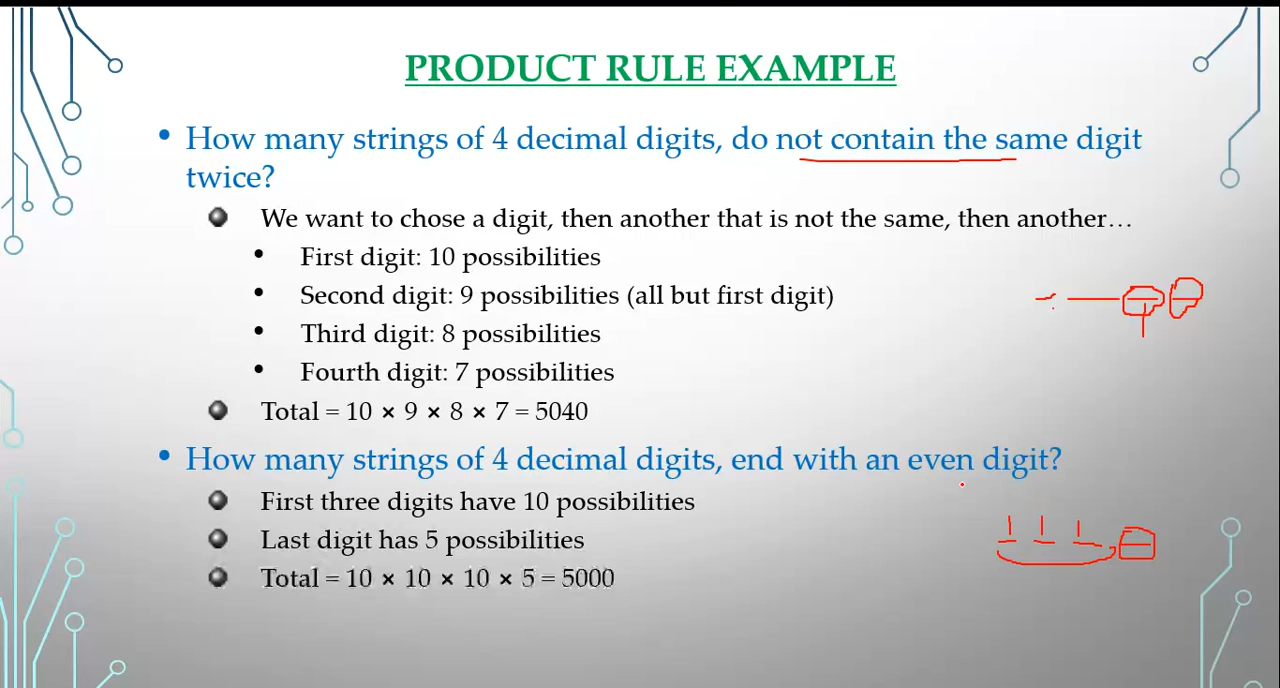 PRODUCT RULE EXAMPLE
• How many strings of 4 decimal digits, do not contain the same digit
twice?
We want to chose a digit, then another that is not the same, then another…
• First digit: 10 possibilities
• Second digit: 9 possibilities (all but first digit)
• Third digit: 8 possibilities
• Fourth digit: 7 possibilities
Total = 10 × 9 × 8 × 7 = 5040
• How many strings of 4 decimal digits, end with an even digit?
First three digits have 10 possibilities
Last digit has 5 possibilities
Total = 10 × 10 × 10 × 5 = 5000